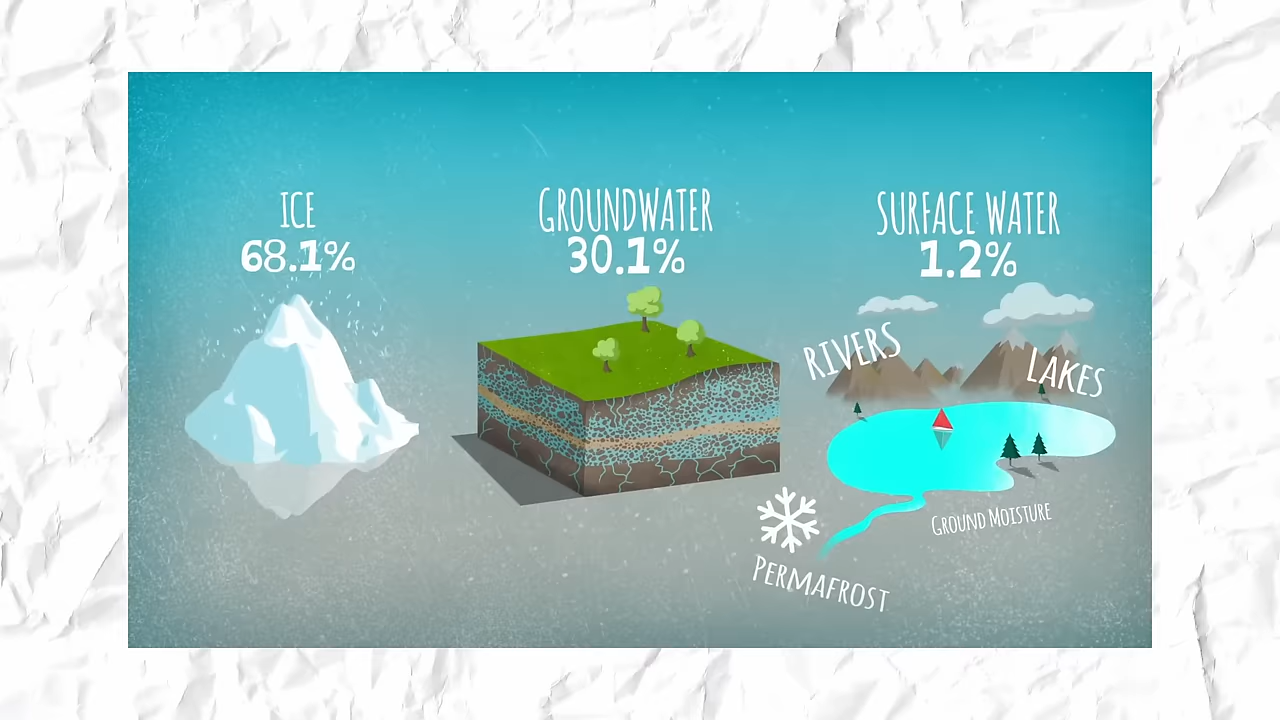 ICE
68.1%
GROUNDWATER
30.1%
SURFACE WATER
1.2%
RIVERS
LAKES
GROUND MOISTURE
PERMAFROST